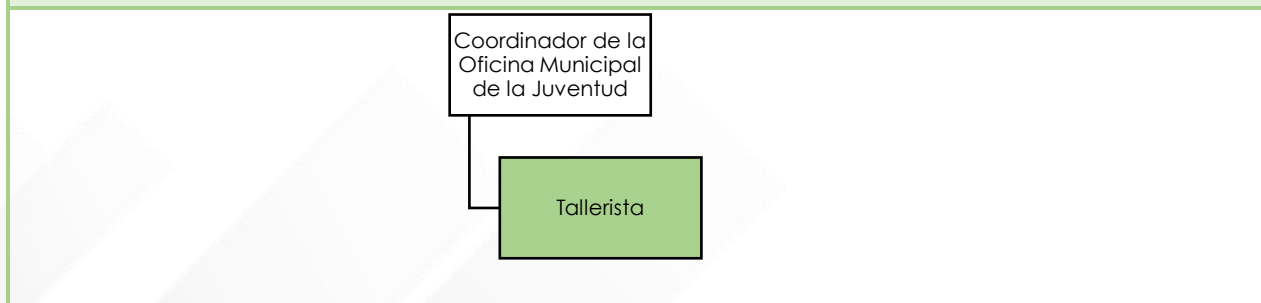 Coordinador de la
Oficina Municipal
de la Juventud
Tallerista